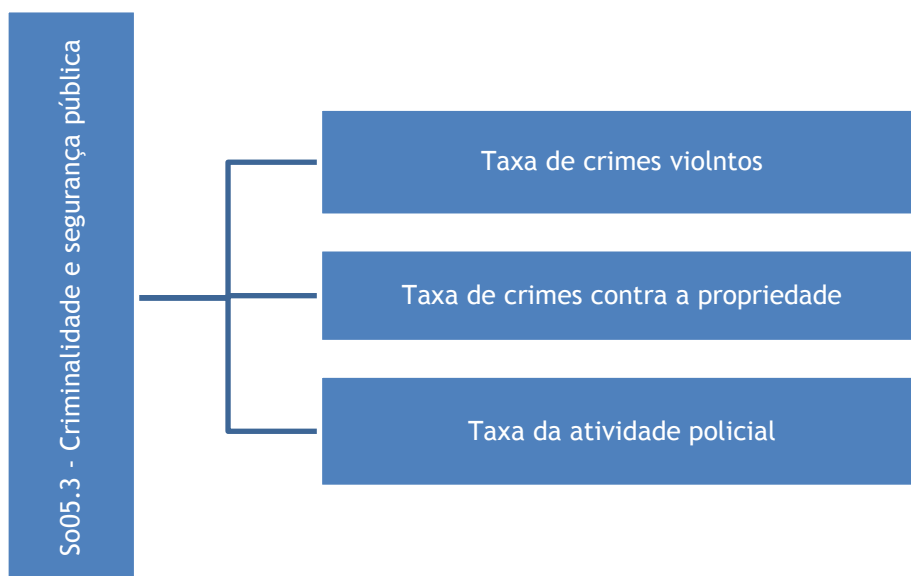 So05.3 - Criminalidade e segurança pública
Taxa de crimes violntos
Taxa de crimes contra a propriedade
Taxa da atividade policial